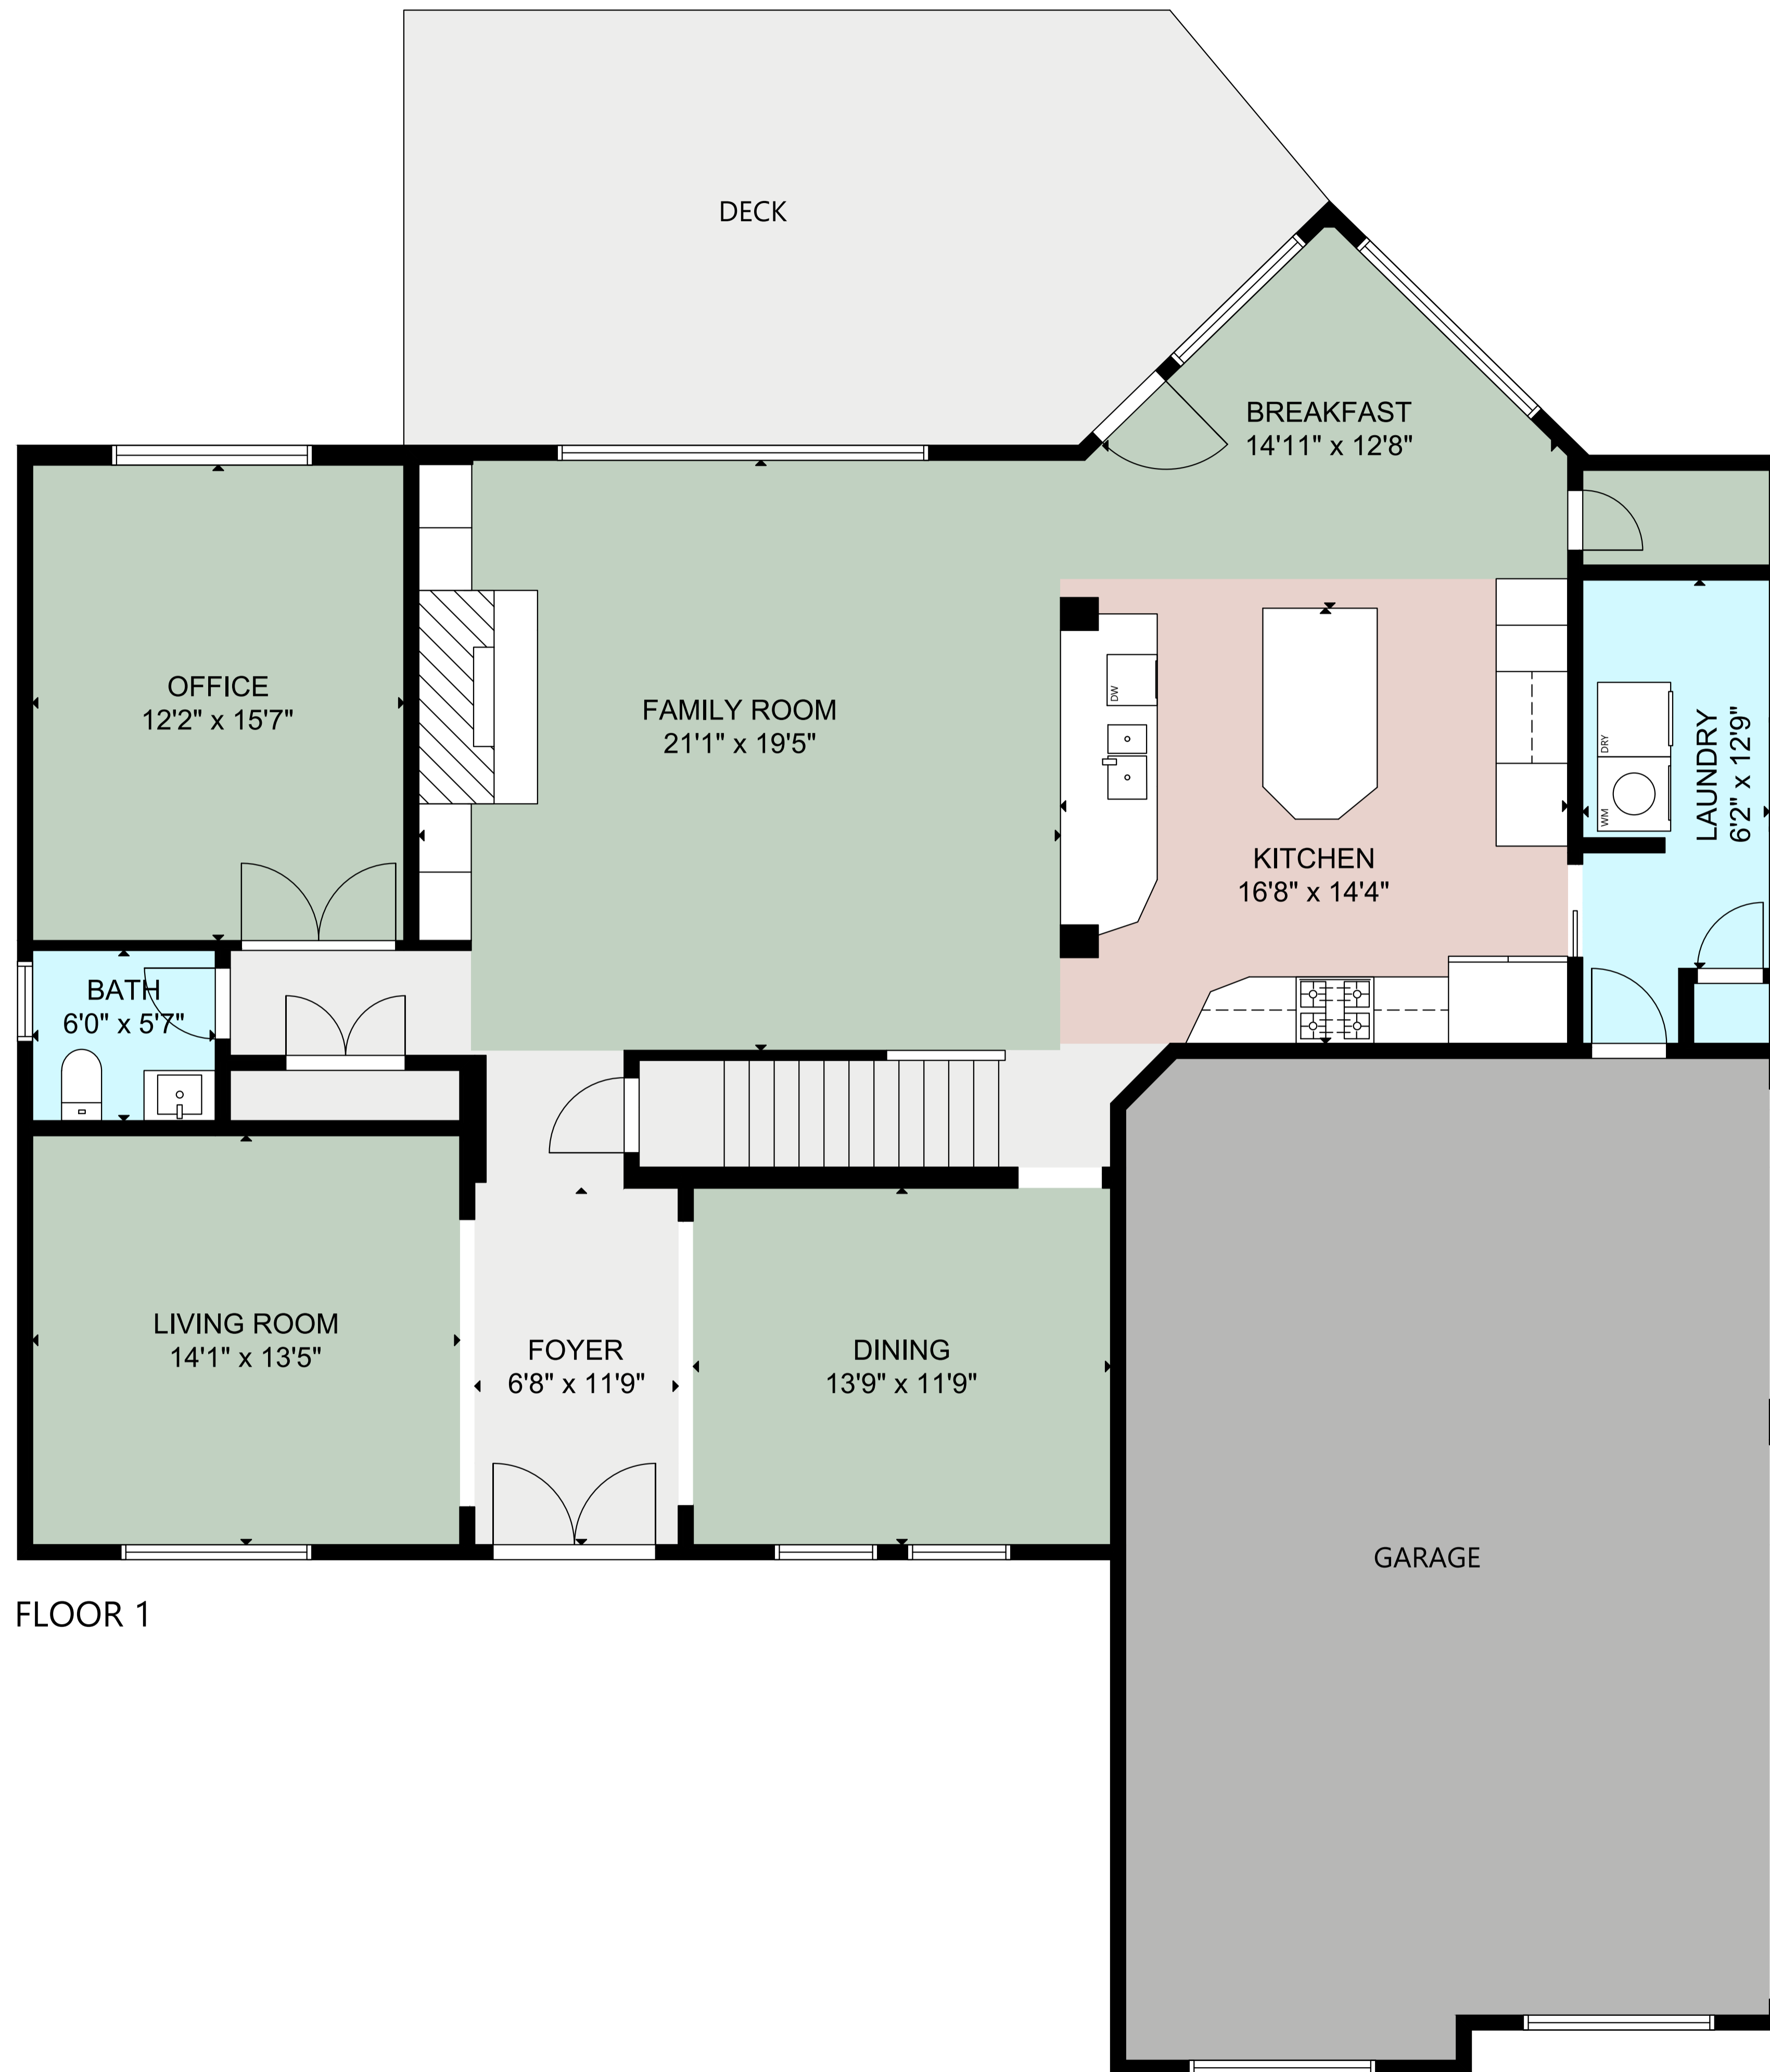 DECK
BREAKFAST
14'11" x 12'8"
OFFICE
12'2" x 15'7"
FAMILY ROOM
21'1" x 19'5"
DW
KITCHEN
16'8" x 14'4"
DRY
WM
LAUNDRY
6'2" x 12'9"
BATH
6'0" x 5'7"
LIVING ROOM
14'1" x 13'5"
FOYER
6'8" x 11'9"
DINING
13'9" x 11'9"
GARAGE
FLOOR 1